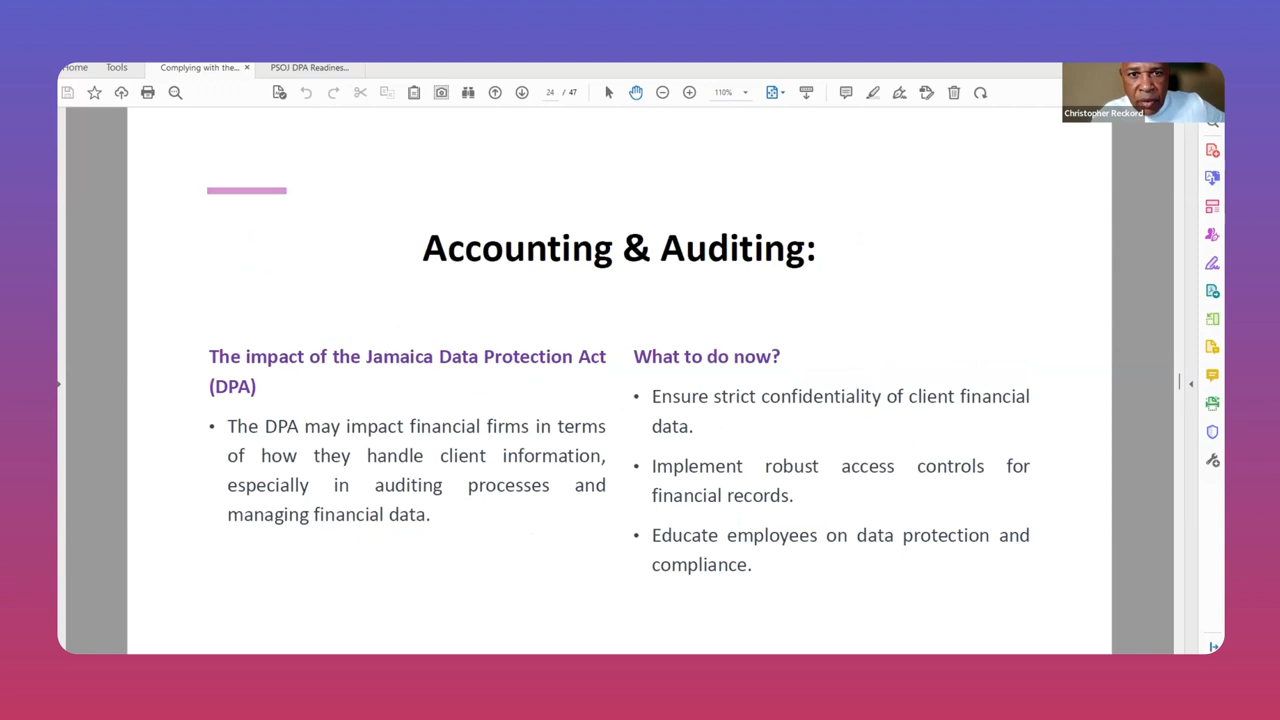 Home
Tools
Complying with the...
PSOJ DPA Readines...
24 / 47
110%
Christopher Reckord
Accounting & Auditing:
The impact of the Jamaica Data Protection Act
(DPA)
• The DPA may impact financial firms in terms
of how they handle client information,
especially in auditing processes and
managing financial data.
What to do now?
• Ensure strict confidentiality of client financial
data.
• Implement robust access controls for
financial records.
• Educate employees on data protection and
compliance.